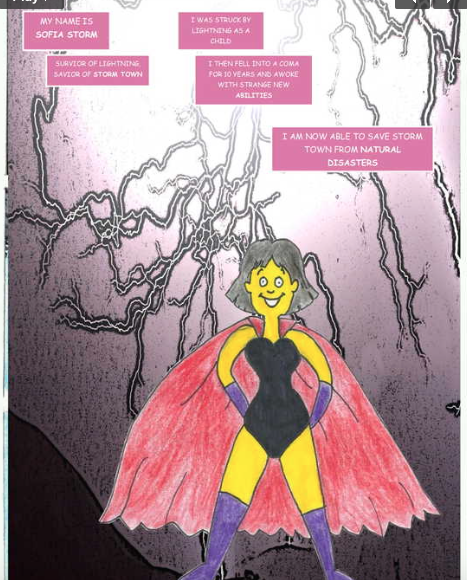 MY NAME IS
SOFIA STORM
SURVIOR OF LIGHTNING,
SAVIOR OF STORM TOWN
I WAS STRUCK BY
LIGHTNING AS A
CHILD
I THEN FELL INTO A COMA
FOR 10 YEARS AND AWOKE
WITH STRANGE NEW
ABILITIES
I AM NOW ABLE TO SAVE STORM
TOWN FROM NATURAL
DISASTERS